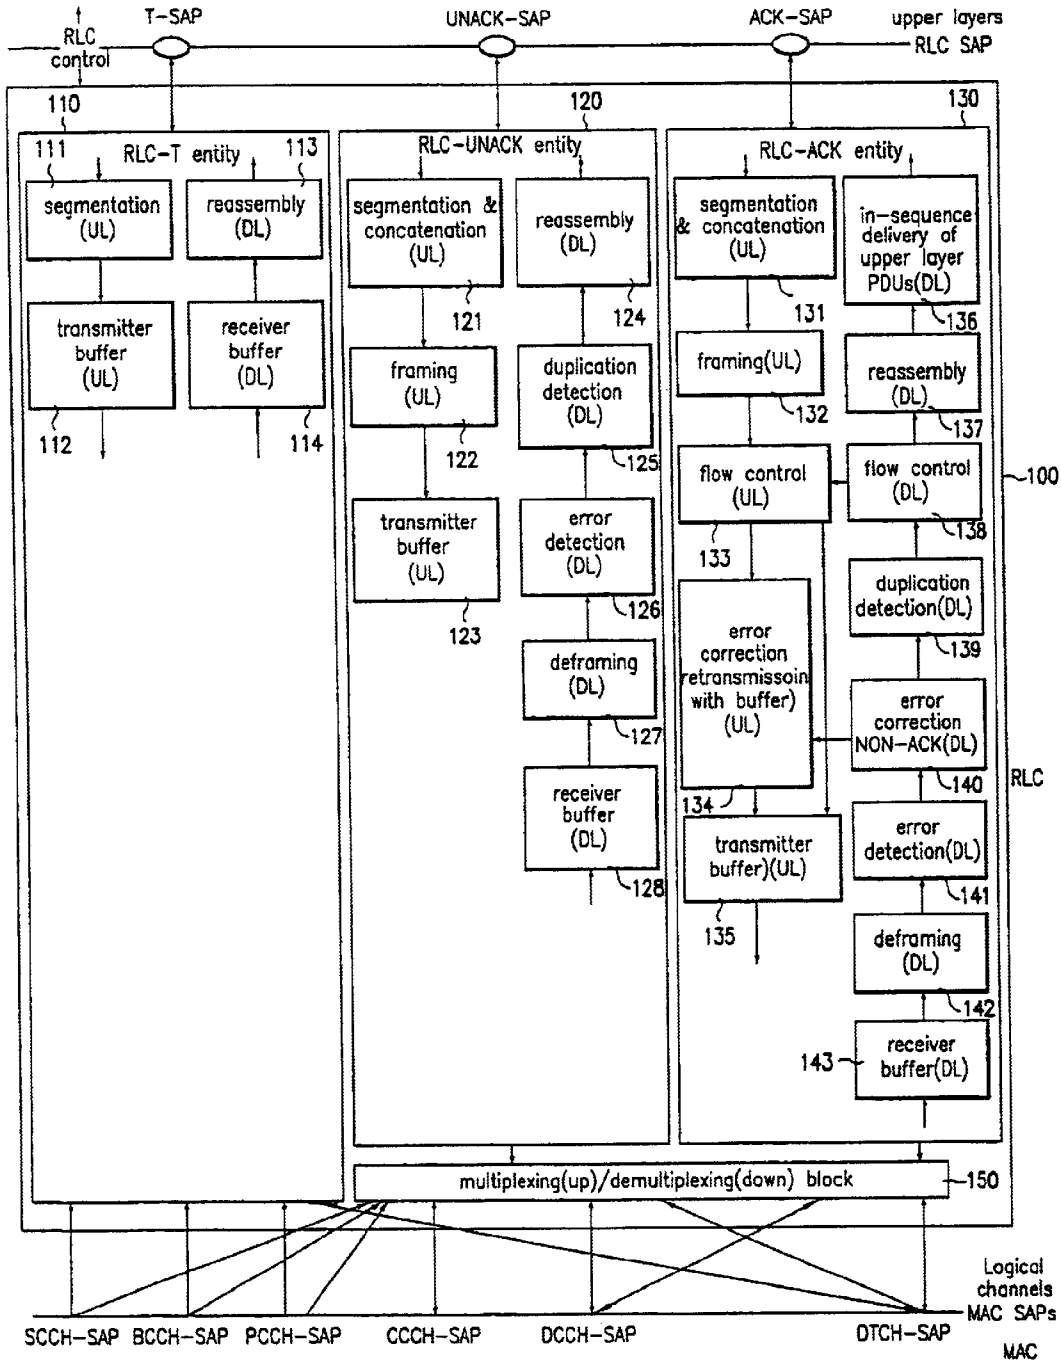 T-SAP
UNACK-SAP
ACK-SAP
upper layers
RLC
control
RLC SAP
110
120
130
RLC-T entity
RLC-UNACK entity
RLC-ACK entity
111
segmentation
(UL)
113
reassembly
(DL)
transmitter
buffer
(UL)
112
receiver
buffer
(DL)
114
segmentation &
concatenation
(UL)
121
reassembly
(DL)
124
framing
(UL)
122
duplication
detection
(DL)
125
transmitter
buffer
(UL)
123
error
detection
(DL)
126
deframing
(DL)
127
receiver
buffer
(DL)
128
segmentation
& concatenation
(UL)
131
in-sequence
delivery of
upper layer
PDUs(DL)
136
framing(UL)
132
reassembly
(DL)
137
flow control
(UL)
133
flow control
(DL)
138
100
duplication
detection(DL)
139
error
correction
retransmissoin
with buffer)
(UL)
134
error
correction
NON-ACK(DL)
140
RLC
transmitter
buffer)(UL)
135
error
detection(DL)
141
deframing
(DL)
142
143
receiver
buffer(DL)
multiplexing(up)/demultiplexing(down) block
150
Logical
channels
MAC SAPs
SCCH-SAP
BCCH-SAP
PCCH-SAP
CCCH-SAP
DCCH-SAP
DTCH-SAP
MAC